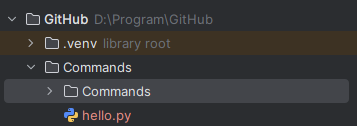 GitHub D:\Program\GitHub
.venv library root
Commands
Commands
hello.py